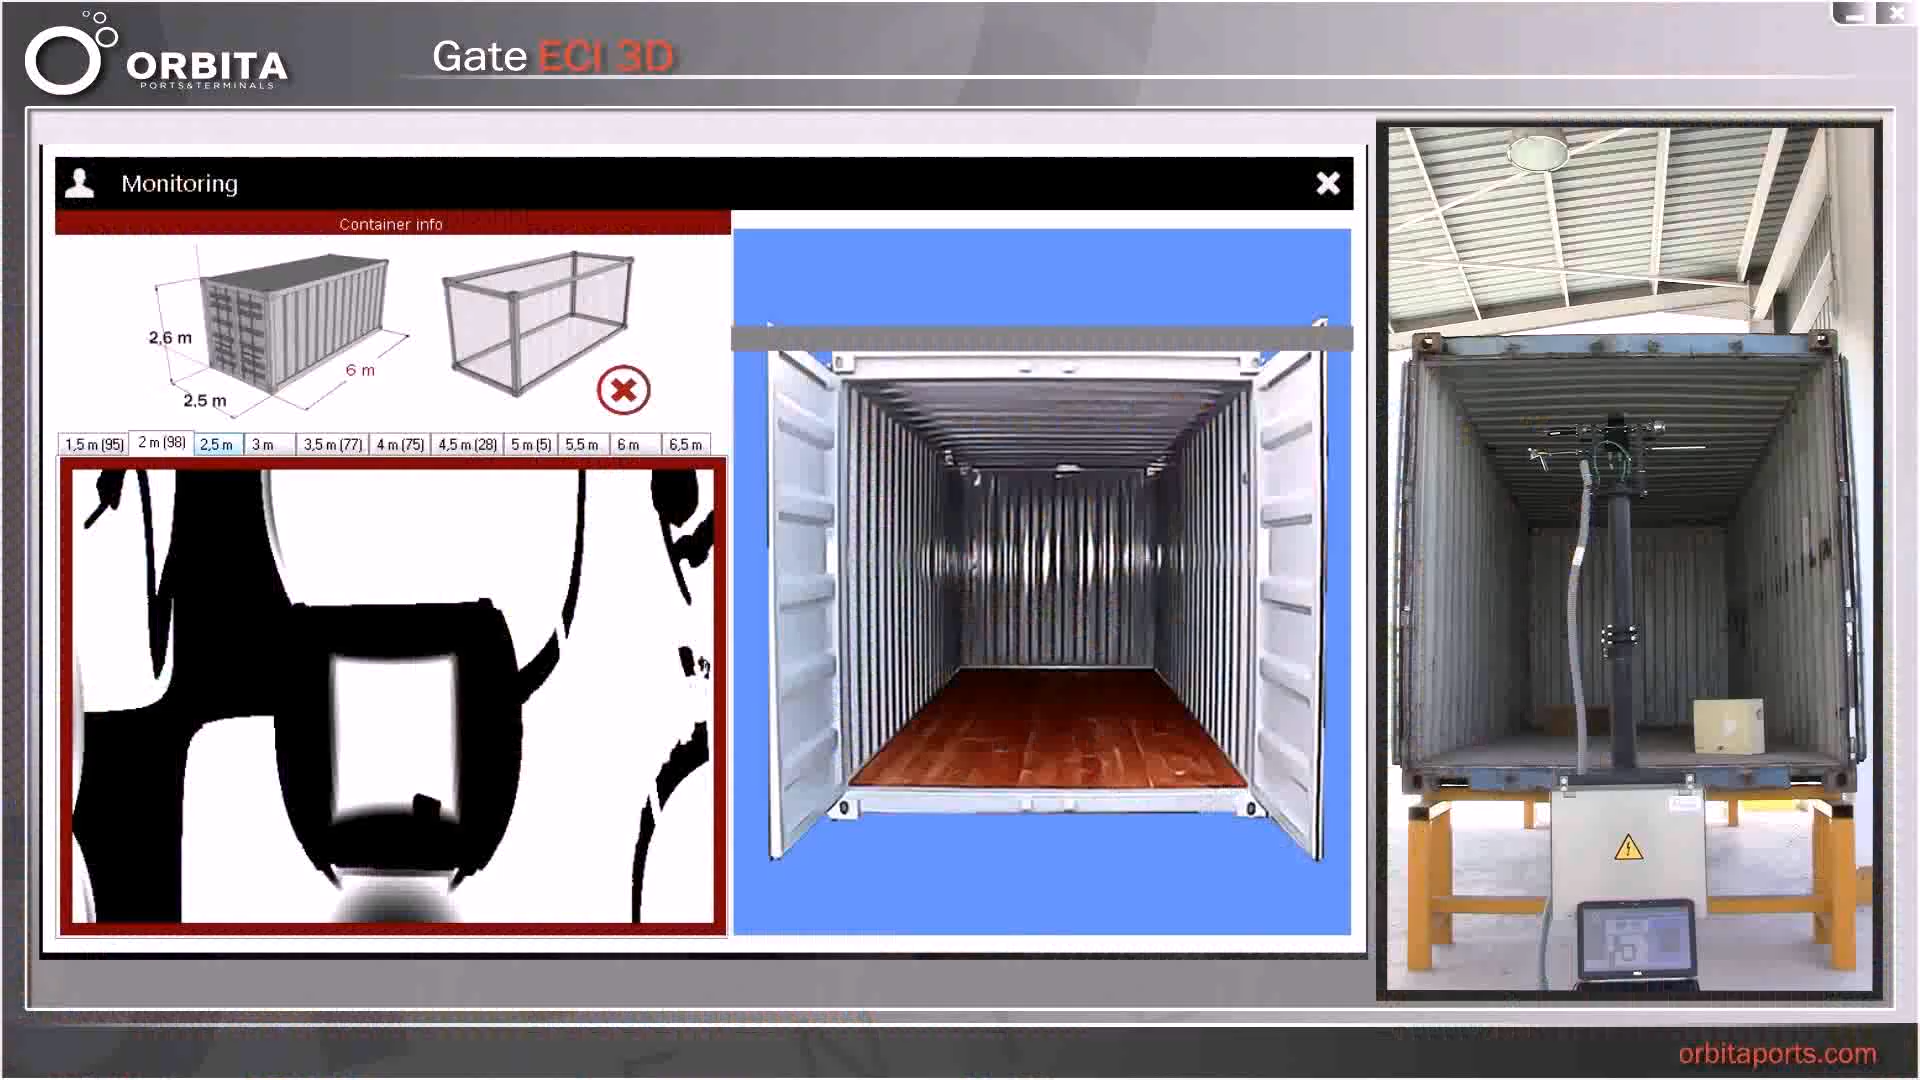 ORBITA
PORTS&TERMINALS
Gate ECI 3D
Monitoring
Container info
2,6 m
2,5 m
6 m
1,5 m (95)
2 m (98)
2,5 m
3 m
3,5 m (77)
4 m (75)
4,5 m (28)
5 m (5)
5,5 m
6 m
6,5 m
orbitaports.com